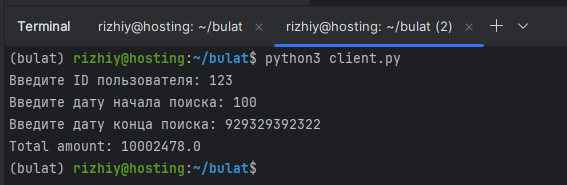 Terminal rizhiy@hosting: ~/bulat × rizhiy@hosting: ~/bulat (2) × +
(bulat) rizhiy@hosting:~/bulat$ python3 client.py
Введите ID пользователя: 123
Введите дату начала поиска: 100
Введите дату конца поиска: 929329392322
Total amount: 10002478.0
(bulat) rizhiy@hosting:~/bulat$